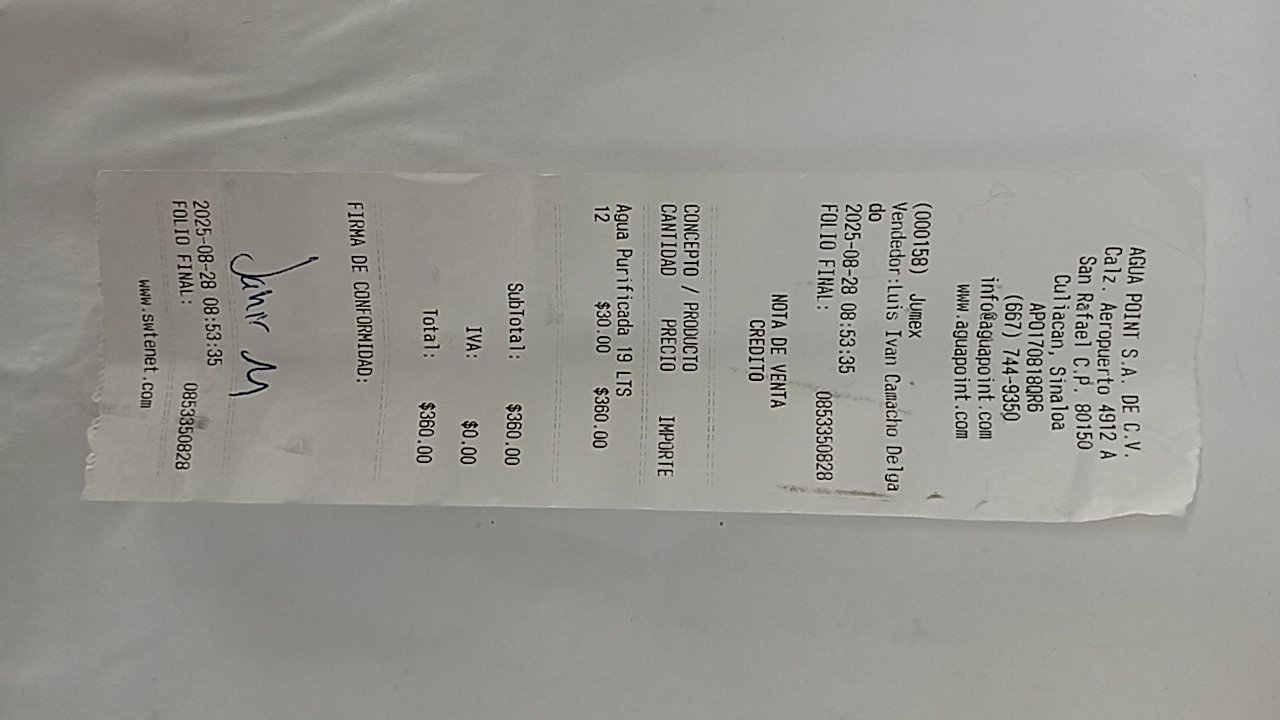 AGUA POINT S.A. DE C.V.
Calz. Aeropuerto 4912 A
San Rafael C.P. 80150
Culiacan, Sinaloa
APO170818QR6
(667) 744-9350
info@aguapoint.com
www.aguapoint.com
(000158) Jumex
Vendedor:Luis Ivan Camacho Delga
do
2025-08-28 08:53:35
FOLIO FINAL: 0853350828
NOTA DE VENTA
CREDITO
CONCEPTO / PRODUCTO
CANTIDAD PRECIO IMPORTE
Agua Purificada 19 LTS
12 $30.00 $360.00
SubTotal: $360.00
IVA: $0.00
Total: $360.00
FIRMA DE CONFORMIDAD:
2025-08-28 08:53:35
FOLIO FINAL: 0853350828
www.swtenet.com